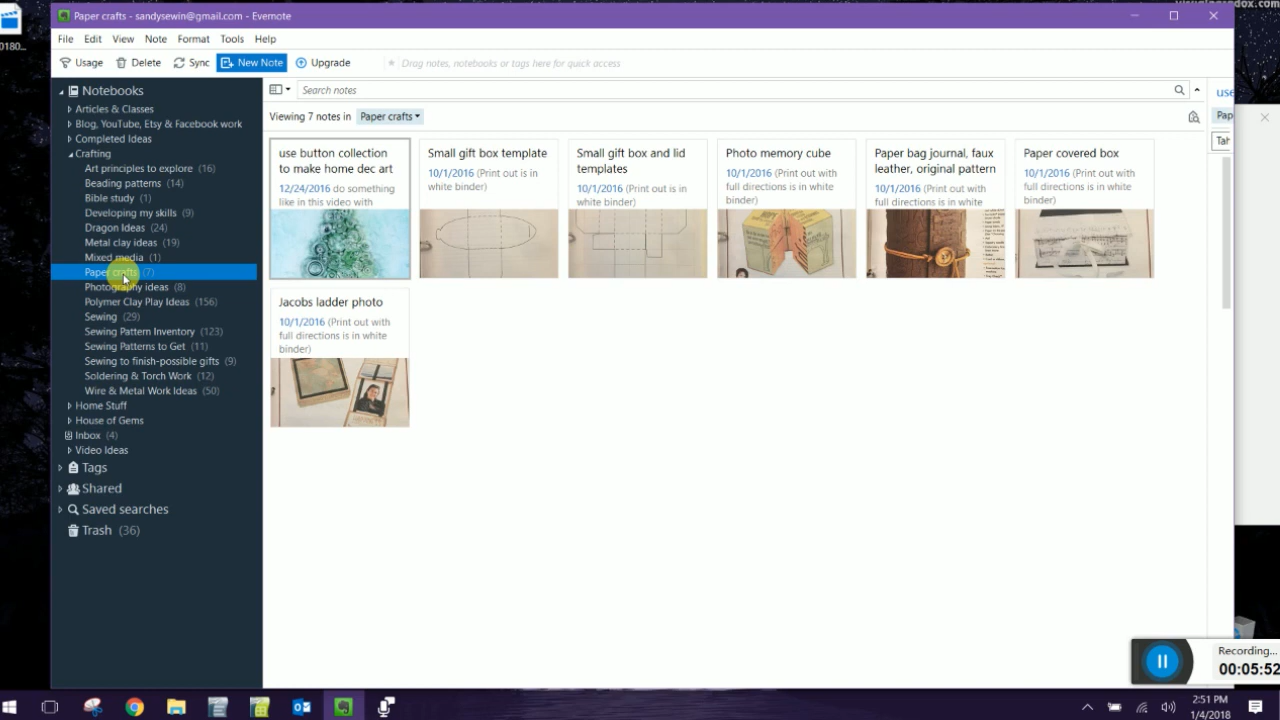 Paper crafts - sandysewin@gmail.com - Evernote
0180...
File Edit View Note Format Tools Help
Usage Delete Sync New Note Upgrade Drag notes, notebooks or tags here for quick access
Notebooks
Articles & Classes
Blog, YouTube, Etsy & Facebook work
Completed Ideas
Crafting
Art principles to explore (16)
Beading patterns (14)
Bible study (1)
Developing my skills (9)
Dragon Ideas (24)
Metal clay ideas (19)
Mixed media (1)
Paper crafts (7)
Photography ideas (8)
Polymer Clay Play Ideas (156)
Sewing (29)
Sewing Pattern Inventory (123)
Sewing Patterns to Get (11)
Sewing to finish-possible gifts (9)
Soldering & Torch Work (12)
Wire & Metal Work Ideas (50)
Home Stuff
House of Gems
Inbox (4)
Video Ideas
Tags
Shared
Saved searches
Trash (36)
Search notes
Viewing 7 notes in Paper crafts
use button collection
to make home dec art
12/24/2016 do something
like in this video with
Small gift box template
10/1/2016 (Print out is in
white binder)
Small gift box and lid
templates
10/1/2016 (Print out is in
white binder)
Photo memory cube
10/1/2016 (Print out with
full directions is in white
binder)
Paper bag journal, faux
leather, original pattern
10/1/2016 (Print out with
full directions is in white
Paper covered box
10/1/2016 (Print out with
full directions is in white
binder)
Jacobs ladder photo
10/1/2016 (Print out with
full directions is in white
binder)
use
Pap
Recording...
00:05:52
2:51 PM
1/4/2018